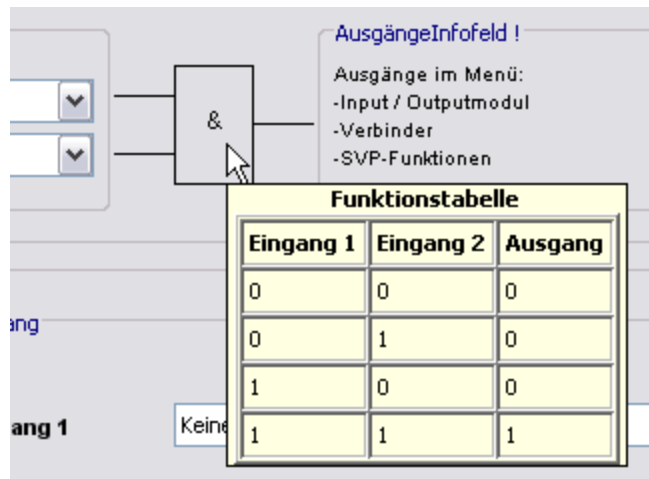 AusgängeInfofeld !
Ausgänge im Menü:
-Input / Outputmodul
-Verbinder
-SVP-Funktionen
&
Funktionstabelle
Eingang 1 Eingang 2 Ausgang
0 0 0
0 1 0
1 0 0
1 1 1
ang
ang 1
Keine